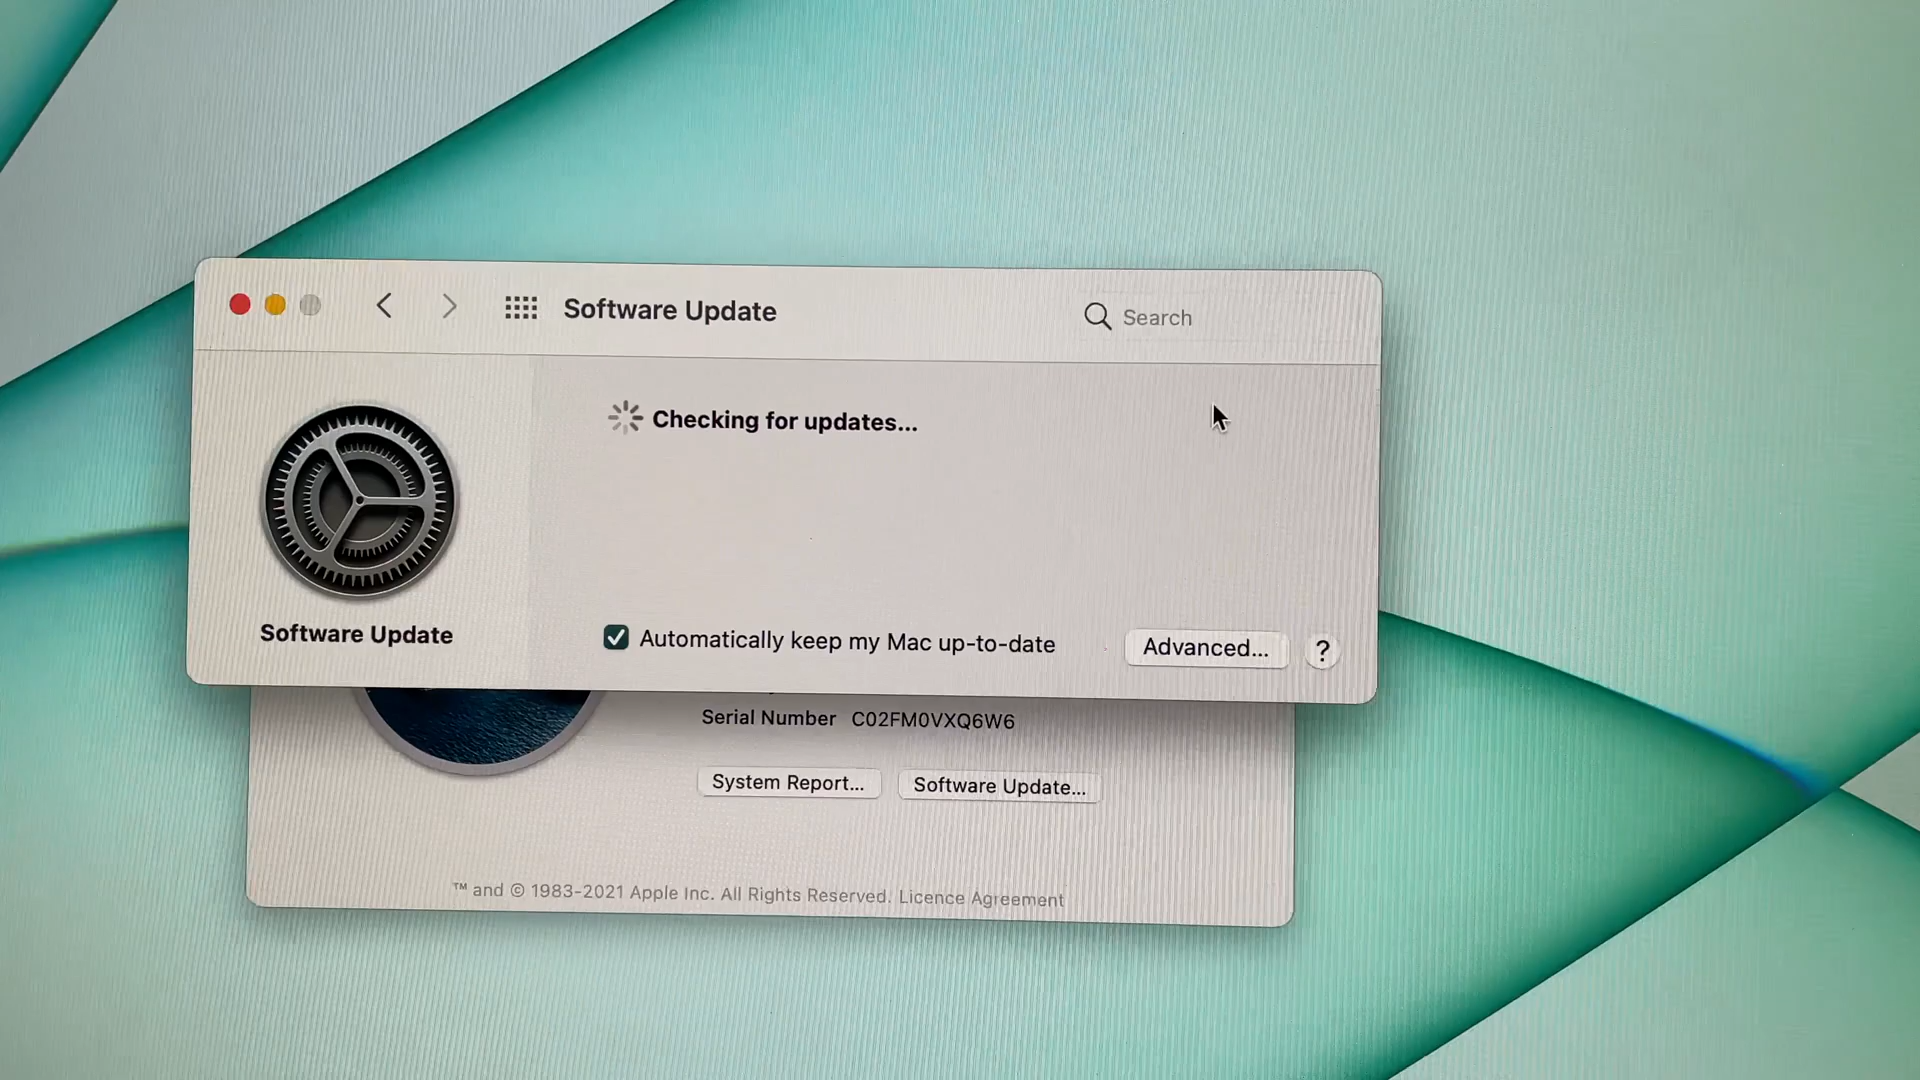 Software Update
Search
Checking for updates...
Software Update
Automatically keep my Mac up-to-date
Advanced...
?
Serial Number C02FM0VXQ6W6
System Report...
Software Update...
™ and © 1983-2021 Apple Inc. All Rights Reserved. Licence Agreement